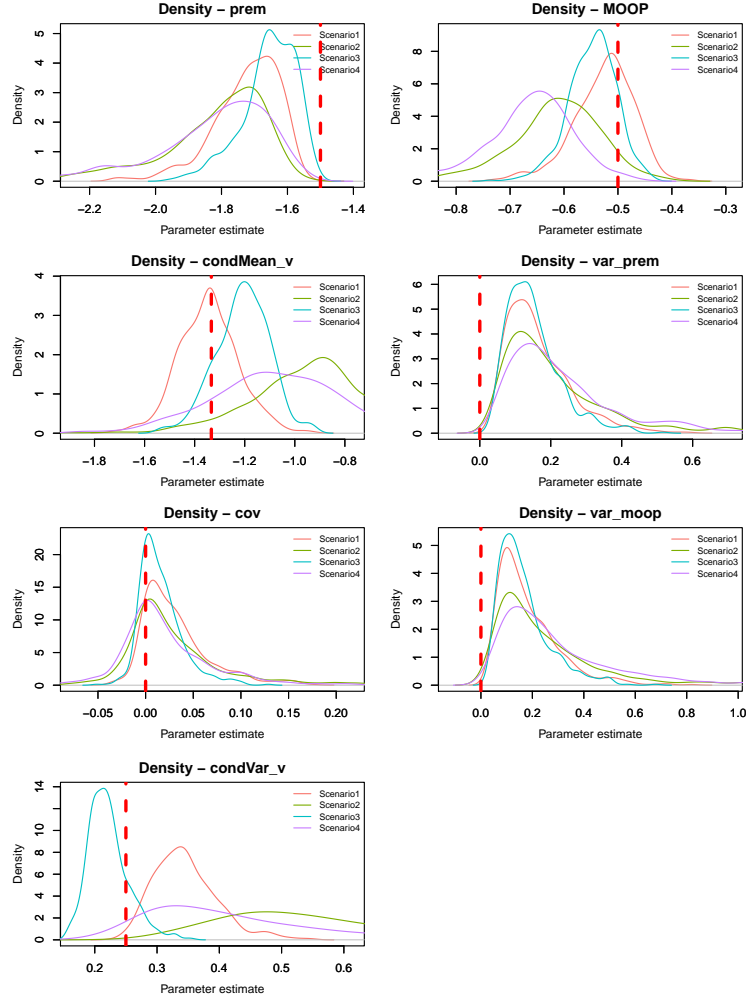 Density − prem
Density
0 1 2 3 4 5
−2.2 −2.0 −1.8 −1.6 −1.4
Parameter estimate
Scenario1
Scenario2
Scenario3
Scenario4
Density − MOOP
Density
0 2 4 6 8
−0.8 −0.7 −0.6 −0.5 −0.4 −0.3
Parameter estimate
Scenario1
Scenario2
Scenario3
Scenario4
Density − condMean_v
Density
0 1 2 3 4
−1.8 −1.6 −1.4 −1.2 −1.0 −0.8
Parameter estimate
Scenario1
Scenario2
Scenario3
Scenario4
Density − var_prem
Density
0 1 2 3 4 5 6
0.0 0.2 0.4 0.6
Parameter estimate
Scenario1
Scenario2
Scenario3
Scenario4
Density − cov
Density
0 5 10 15 20
−0.05 0.00 0.05 0.10 0.15 0.20
Parameter estimate
Scenario1
Scenario2
Scenario3
Scenario4
Density − var_moop
Density
0 1 2 3 4 5
0.0 0.2 0.4 0.6 0.8 1.0
Parameter estimate
Scenario1
Scenario2
Scenario3
Scenario4
Density − condVar_v
Density
0 2 4 6 8 10 14
0.2 0.3 0.4 0.5 0.6
Parameter estimate
Scenario1
Scenario2
Scenario3
Scenario4